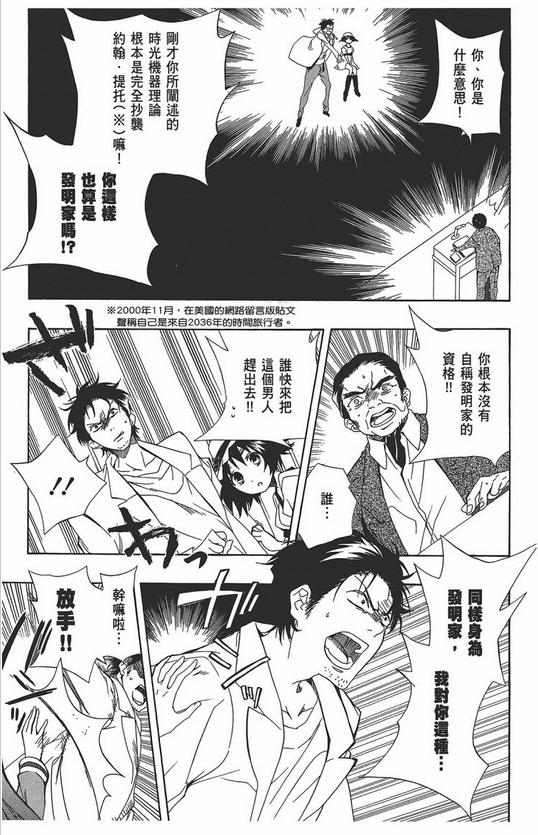 你、你是
什麼意思！
剛才你所闡述的
時光機器理論
根本是完全抄襲
約翰．提托（※）嘛！
你這樣
也算是
發明家嗎!?
※2000年11月，在美國的網路留言版貼文
聲稱自己是來自2036年的時間旅行者。
你根本沒有
自稱發明家的
資格!!
誰…
誰快來把
這個男人
趕出去!!
!!
同樣身為
發明家，
我對你這種…
幹嘛啦…
放手!!